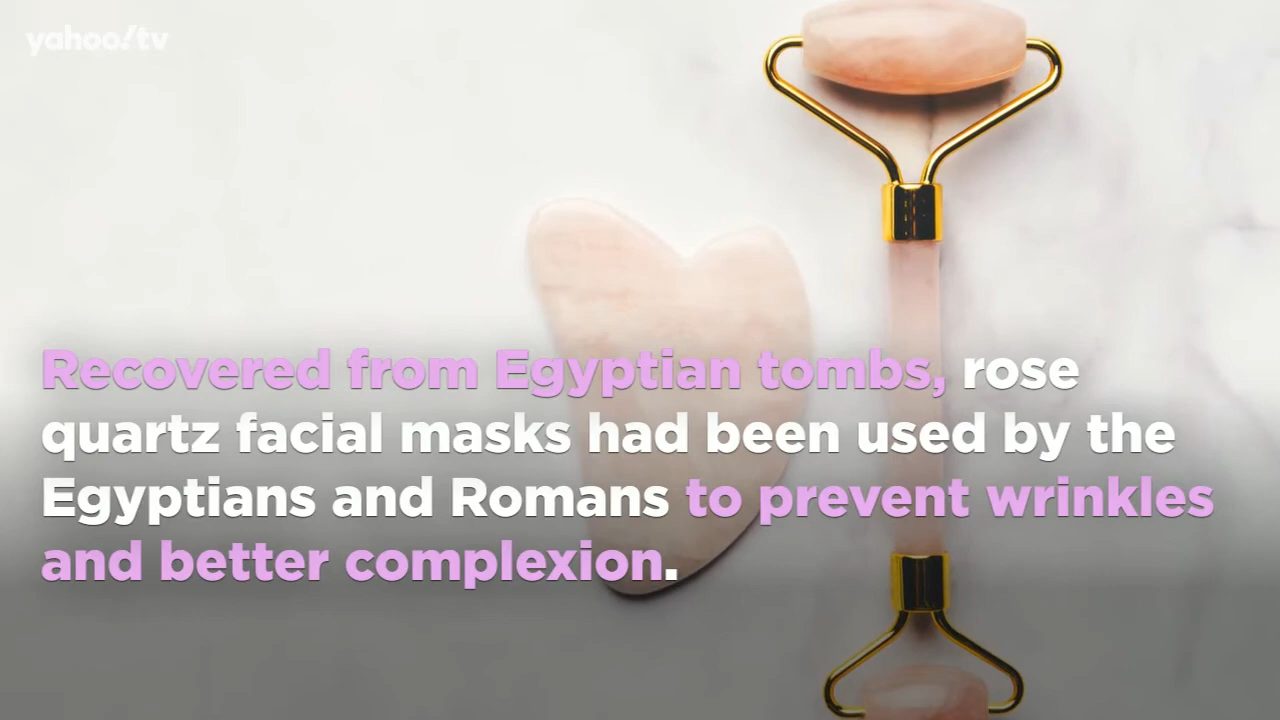 yahoo!tv
Recovered from Egyptian tombs, rose
quartz facial masks had been used by the
Egyptians and Romans to prevent wrinkles
and better complexion.